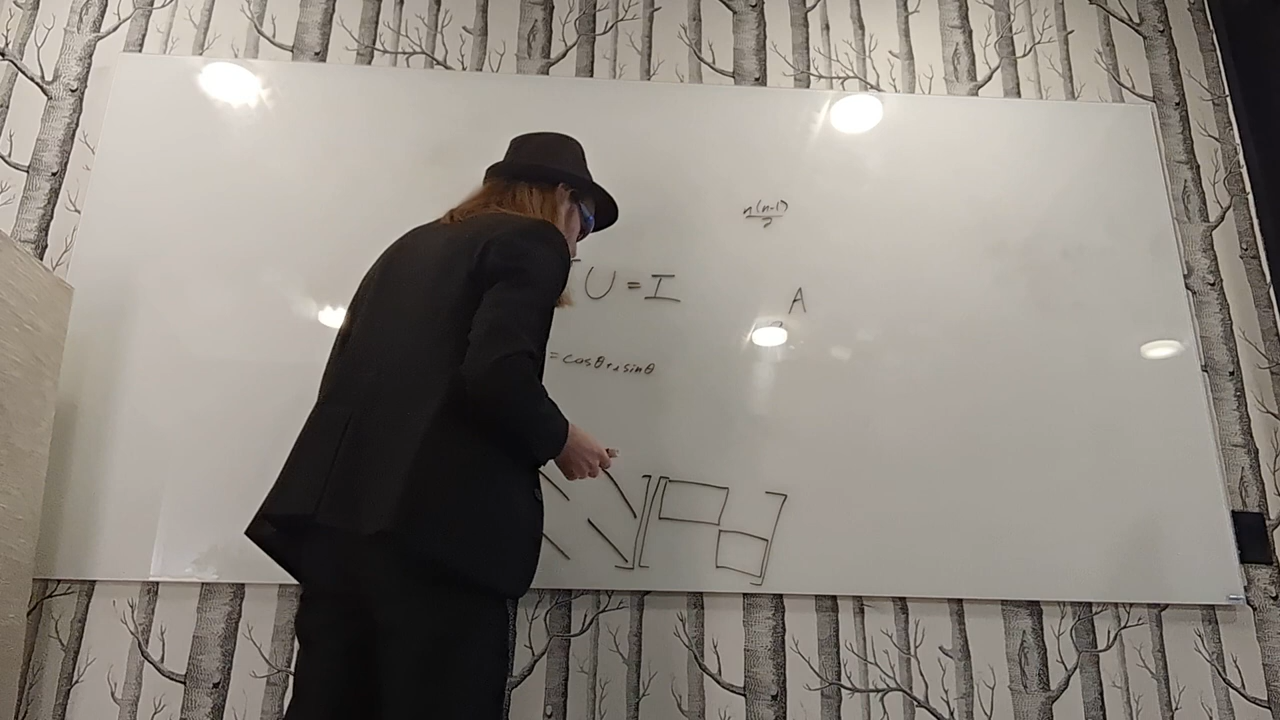 n(n-1)
2
U = I
A
= cosθ+i sinθ